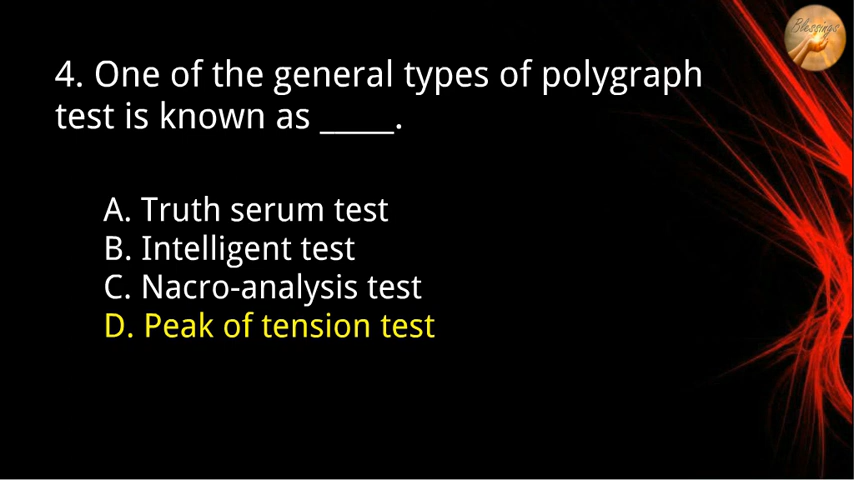 Blessings
4. One of the general types of polygraph
test is known as _____.
A. Truth serum test
B. Intelligent test
C. Nacro-analysis test
D. Peak of tension test